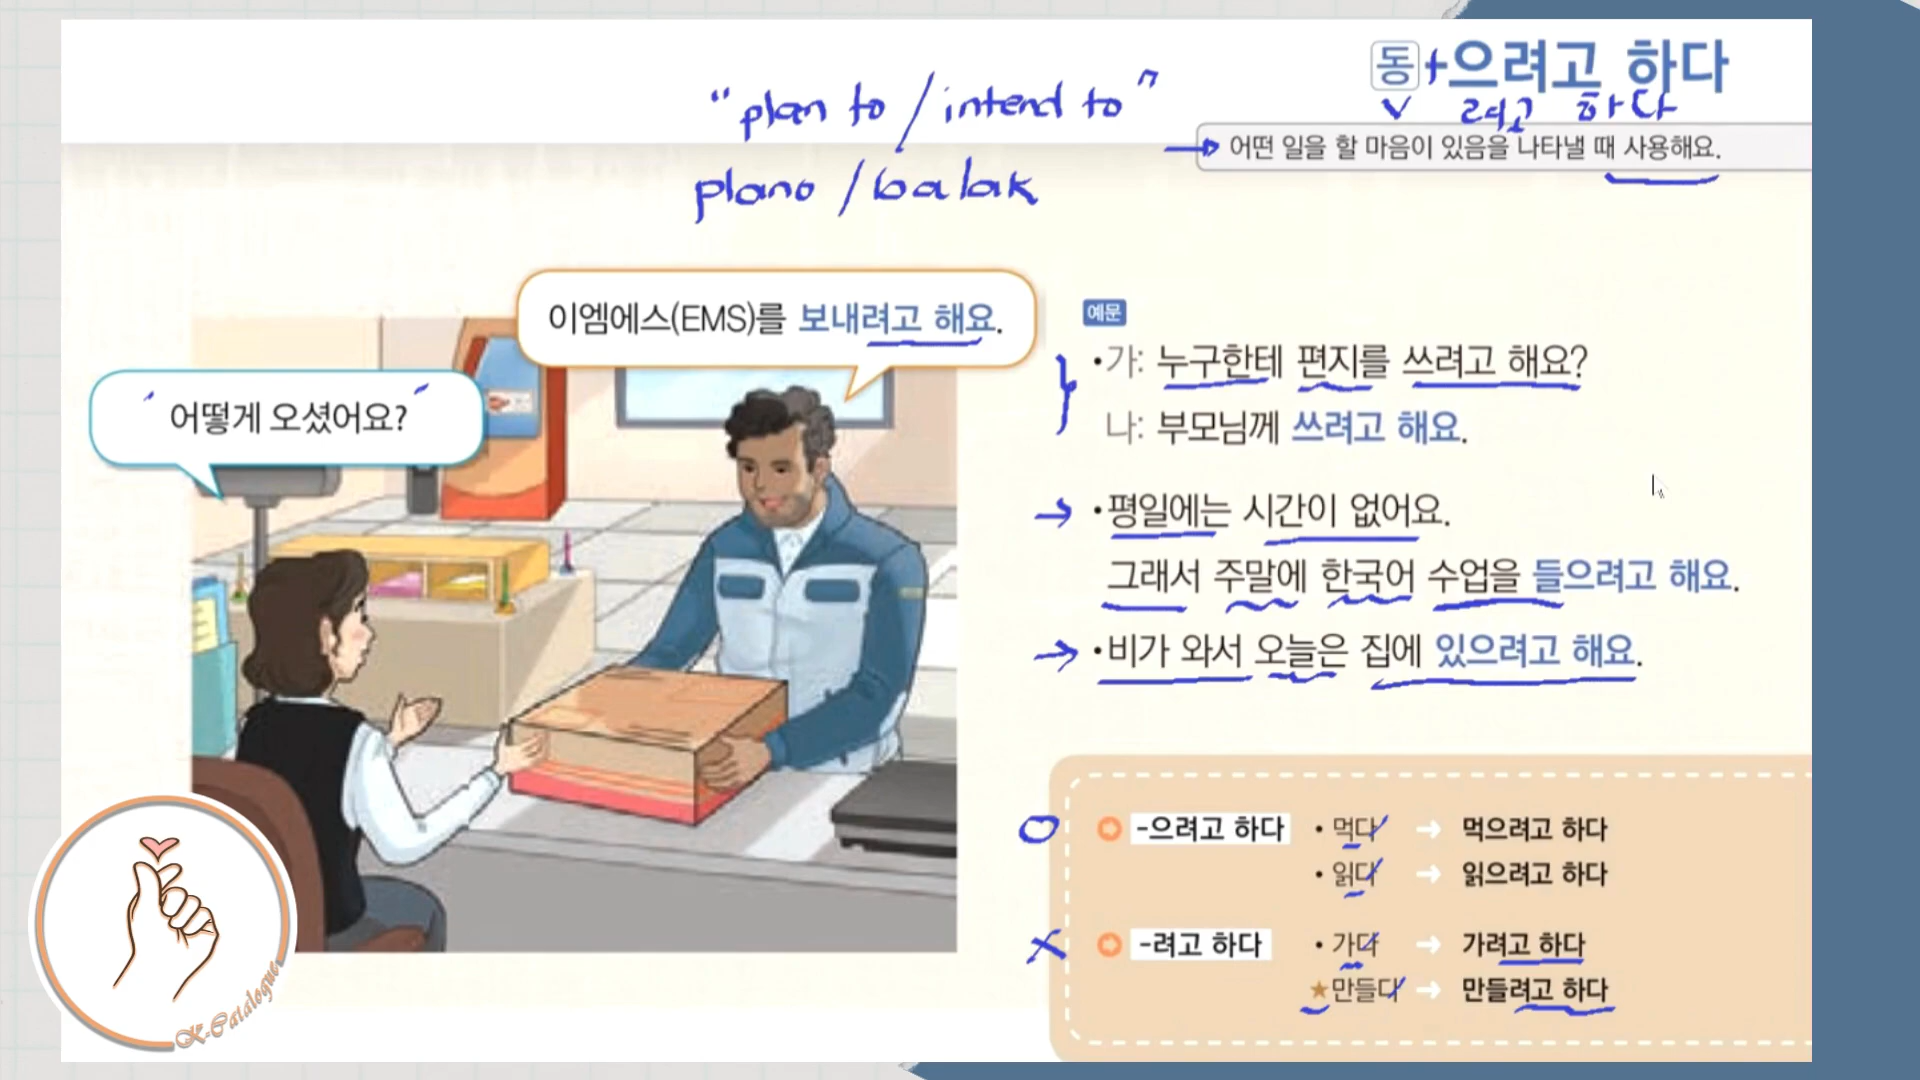 동 + -으려고 하다
V 려고 하다
"plan to / intend to"
어떤 일을 할 마음이 있음을 나타낼 때 사용해요.
plano / balak
이엠에스(EMS)를 보내려고 해요.
어떻게 오셨어요?
예문
•가: 누구한테 편지를 쓰려고 해요?
나: 부모님께 쓰려고 해요.
•평일에는 시간이 없어요.
그래서 주말에 한국어 수업을 들으려고 해요.
•비가 와서 오늘은 집에 있으려고 해요.
O -으려고 하다 • 먹다 → 먹으려고 하다
• 읽다 → 읽으려고 하다
X -려고 하다 • 가다 → 가려고 하다
★만들다 → 만들려고 하다
K-Catalogue